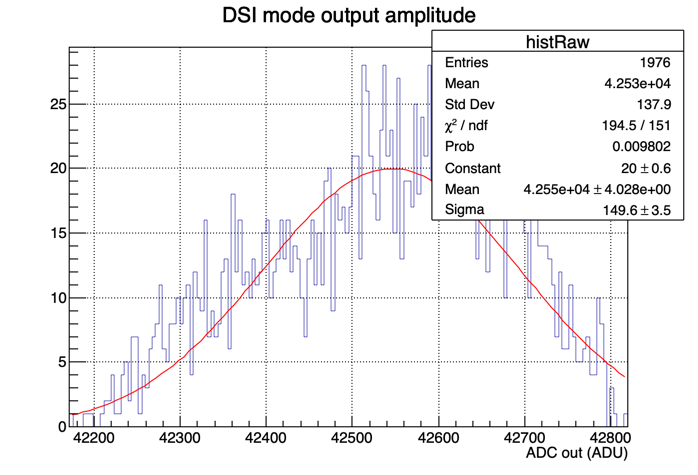 DSI mode output amplitude
histRaw
Entries 1976
Mean 4.253e+04
Std Dev 137.9
χ² / ndf 194.5 / 151
Prob 0.009802
Constant 20 ± 0.6
Mean 4.255e+04 ± 4.028e+00
Sigma 149.6 ± 3.5
25
20
15
10
5
0
42200 42300 42400 42500 42600 42700 42800
ADC out (ADU)